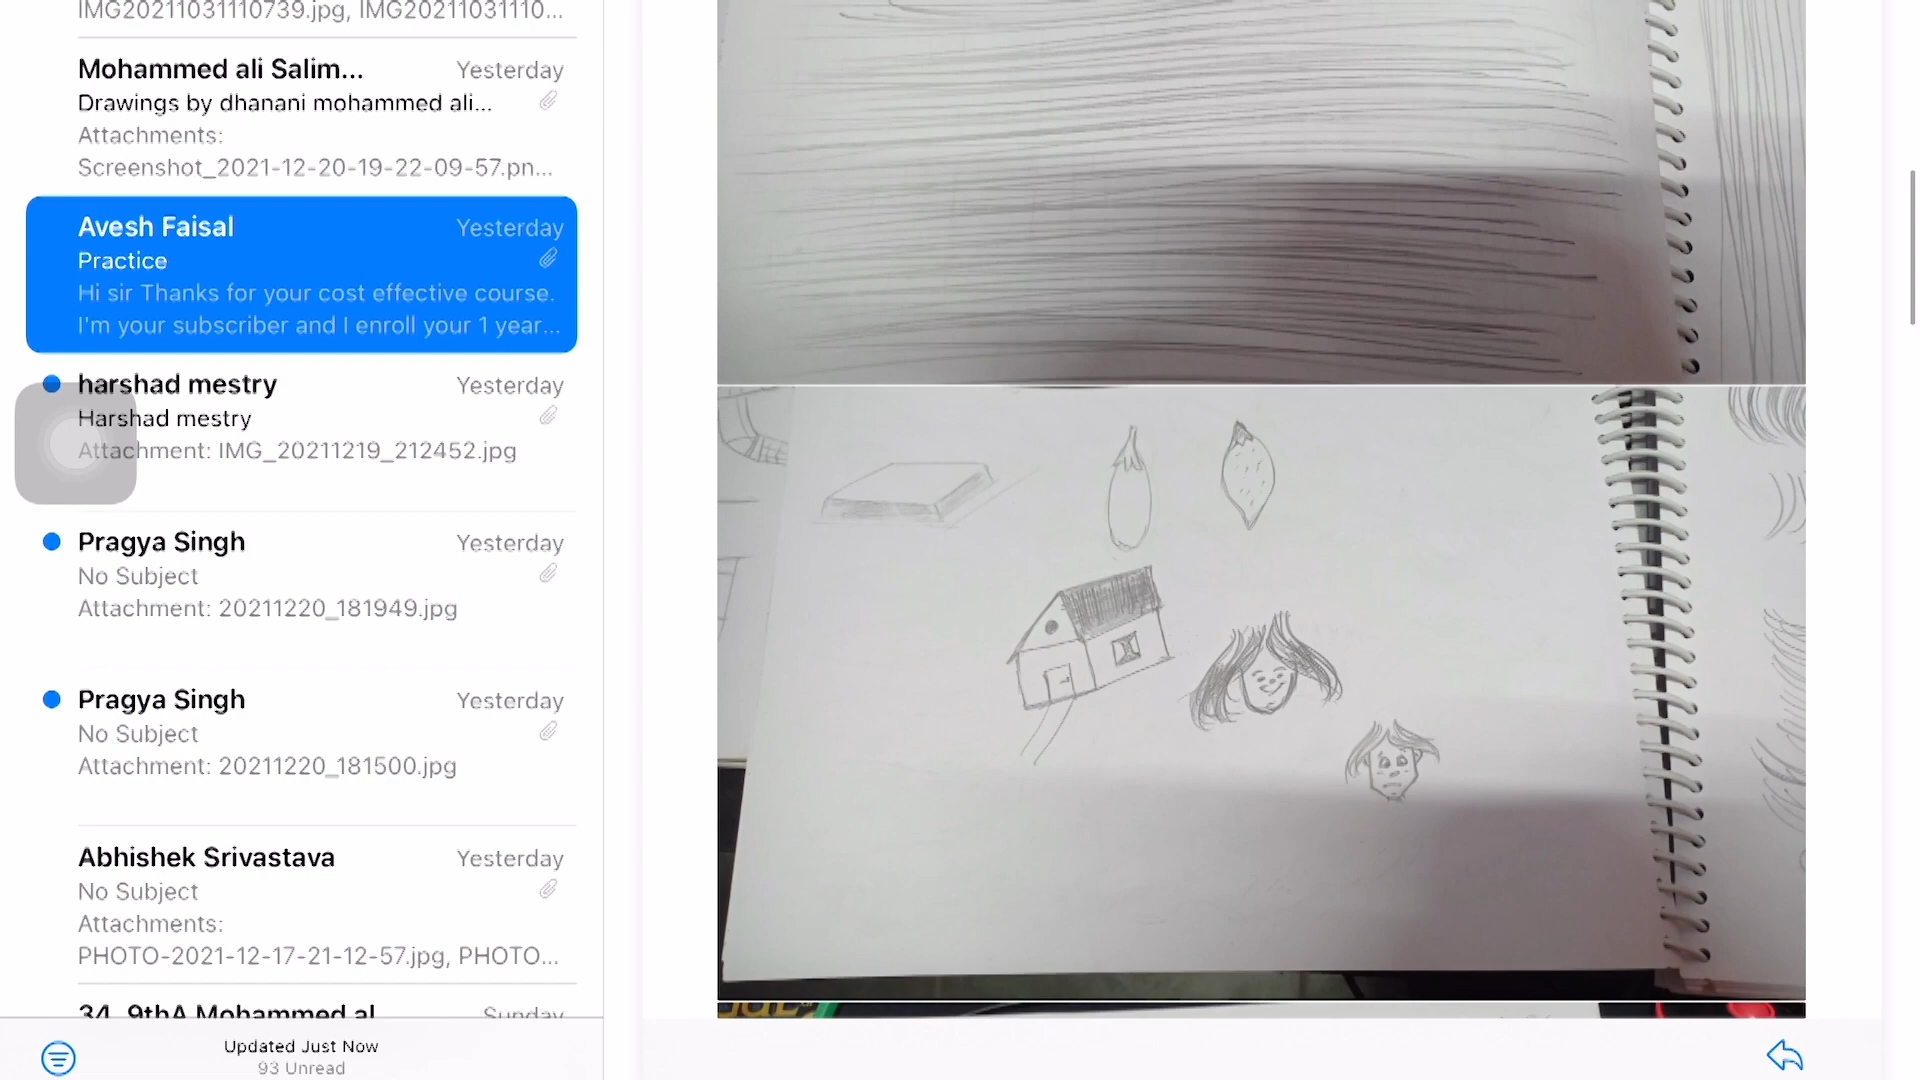 IMG20211031110739.jpg, IMG20211031110...
Mohammed ali Salim... Yesterday
Drawings by dhanani mohammed ali...
Attachments:
Screenshot_2021-12-20-19-22-09-57.pn...
Avesh Faisal Yesterday
Practice
Hi sir Thanks for your cost effective course.
I'm your subscriber and I enroll your 1 year...
harshad mestry Yesterday
Harshad mestry
Attachment: IMG_20211219_212452.jpg
Pragya Singh Yesterday
No Subject
Attachment: 20211220_181949.jpg
Pragya Singh Yesterday
No Subject
Attachment: 20211220_181500.jpg
Abhishek Srivastava Yesterday
No Subject
Attachments:
PHOTO-2021-12-17-21-12-57.jpg, PHOTO...
34_9thA Mohammed al Sunday
Updated Just Now
93 Unread